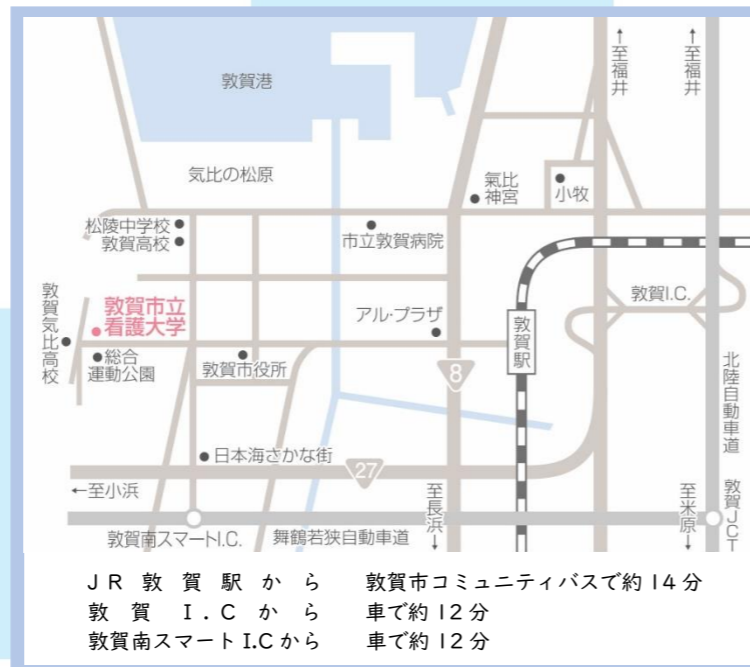 ↑至福井
↑至福井
敦賀港
気比の松原
氣比
神宮
小牧
松陵中学校
敦賀高校
市立敦賀病院
敦賀I.C.
敦賀気比高校
敦賀市立
看護大学
アル・プラザ
敦賀駅
総合
運動公園
敦賀市役所
8
北陸自動車道
日本海さかな街
27
←至小浜
至長浜↓
至米原↓
敦賀JCT
敦賀南スマートI.C.
舞鶴若狭自動車道
JR敦賀駅から 敦賀市コミュニティバスで約14分
敦賀I.Cから 車で約12分
敦賀南スマートI.Cから 車で約12分